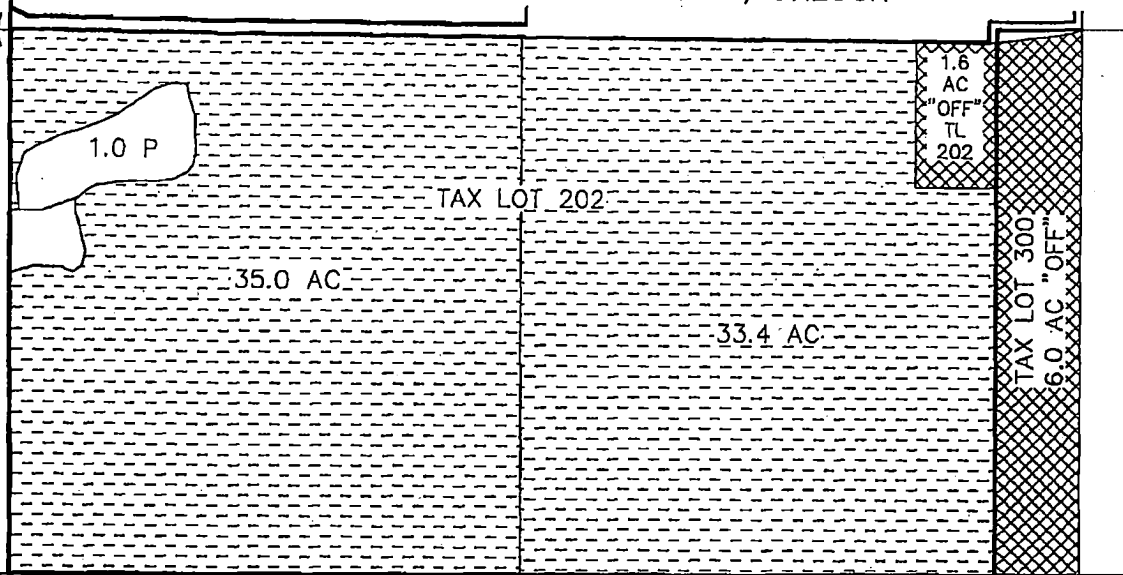 1.6
AC
"OFF"
TL
202
1.0 P
TAX LOT 202
35.0 AC
33.4 AC
TAX LOT 300
6.0 AC "OFF"